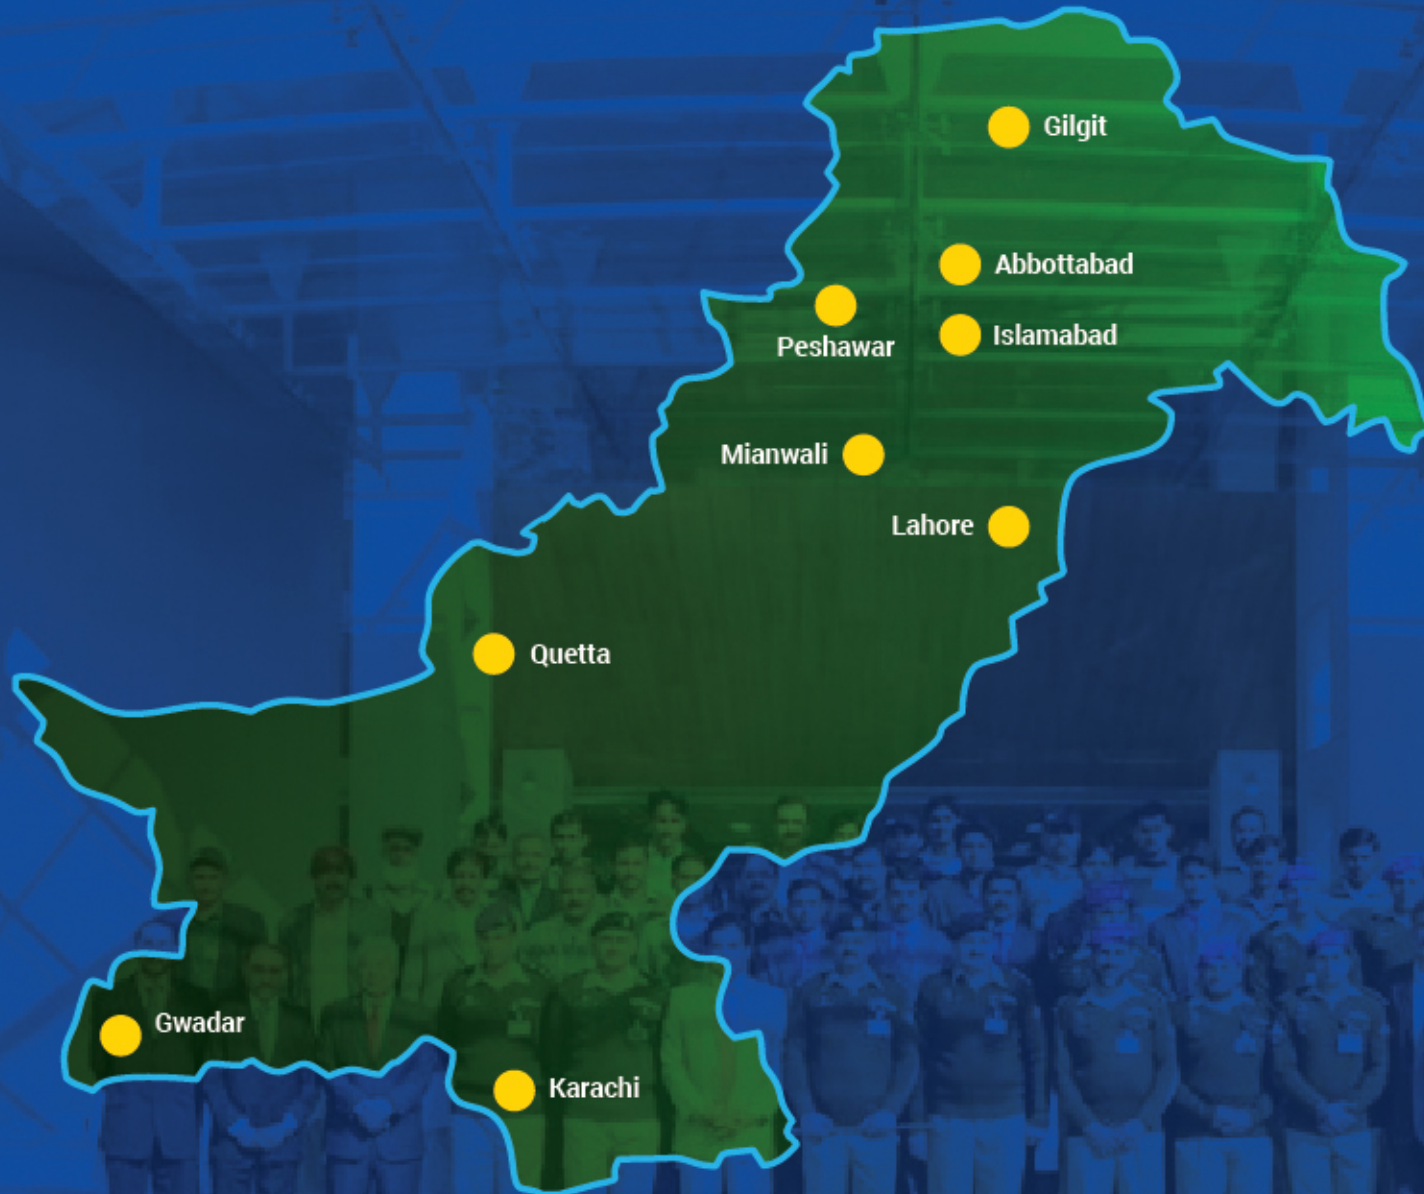 Gilgit
Abbottabad
Peshawar
Islamabad
Mianwali
Lahore
Quetta
Gwadar
Karachi